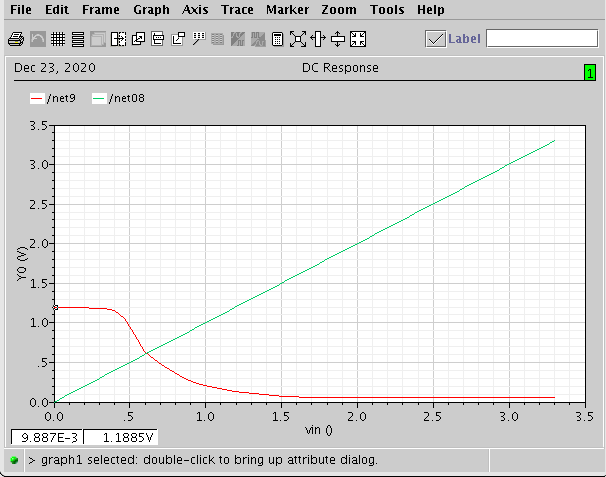 File Edit Frame Graph Axis Trace Marker Zoom Tools Help
Label
Dec 23, 2020 DC Response 1
/net9 /net08
3.5
3.0
2.5
2.0
1.5
1.0
.5
0.0
Y0 (V)
0.0 .5 1.0 1.5 2.0 2.5 3.0 3.5
vin ()
9.887E-3 1.1885V
> graph1 selected: double-click to bring up attribute dialog.